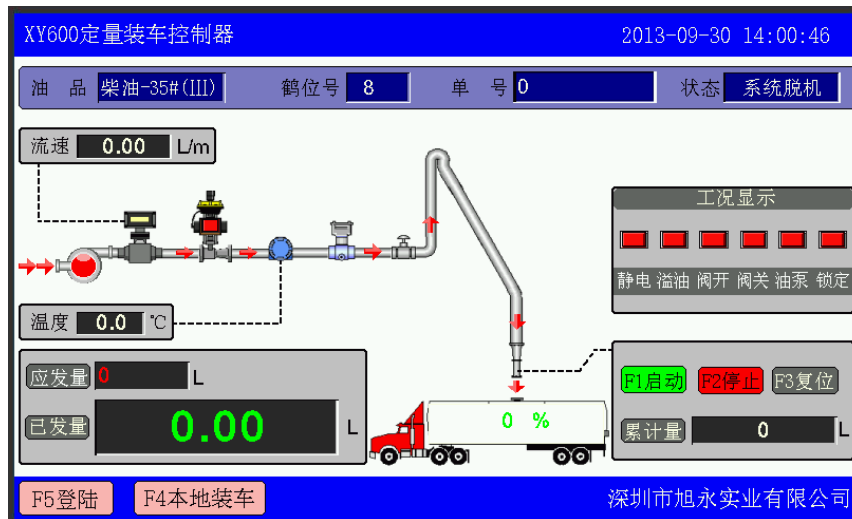 XY600定量装车控制器 2013-09-30 14:00:46
油 品 柴油-35#(III) 鹤位号 8 单 号 0 状态 系统脱机
流速 0.00 L/m
工况显示
静电 溢油 阀开 阀关 油泵 锁定
温度 0.0 ℃
应发量 0 L
F1启动 F2停止 F3复位
已发量 0.00 L
0 %
累计量 0 L
F5登陆 F4本地装车 深圳市旭永实业有限公司